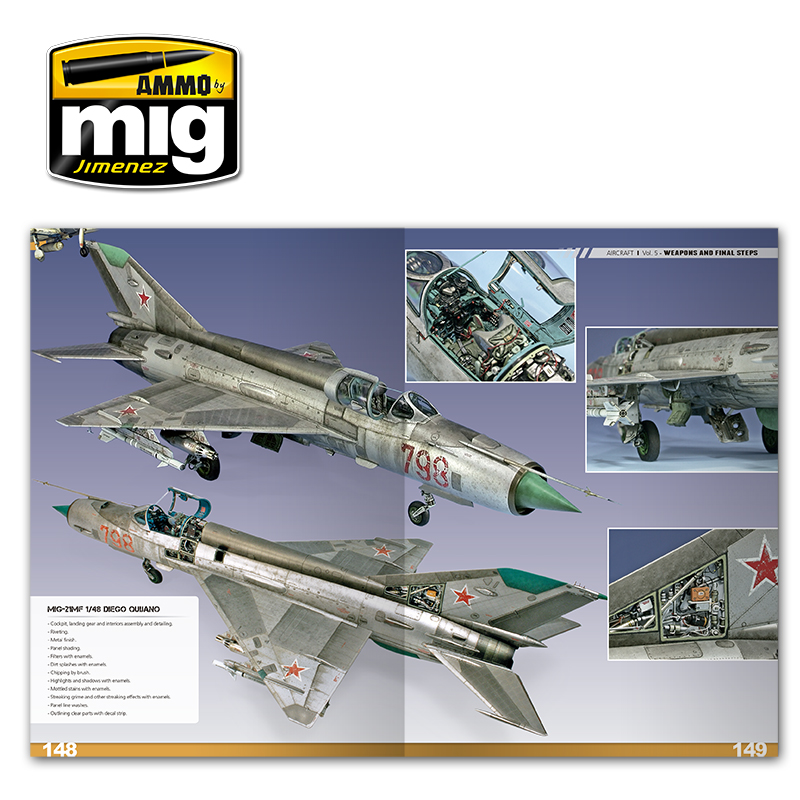 AMMO by
mig
Jimenez
AIRCRAFT | Vol. 5 - WEAPONS AND FINAL STEPS
798
798
MIG-21MF 1/48 DIEGO QUIJANO
- Cockpit, landing gear and interiors assembly and detailing.
- Riveting.
- Metal finish.
- Panel shading.
- Filters with enamels.
- Dirt splashes with enamels.
- Chipping by brush.
- Highlights and shadows with enamels.
- Mottled stains with enamels.
- Streaking grime and other streaking effects with enamels.
- Panel line washes.
- Outlining clear parts with decal strip.
148
149